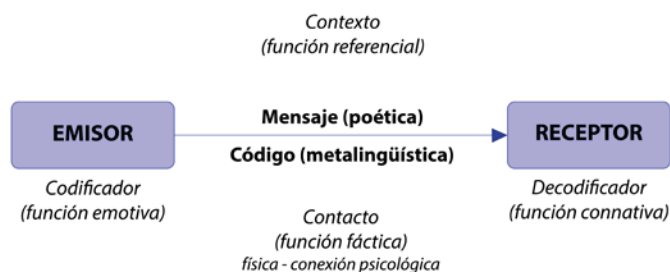 Contexto
(función referencial)
EMISOR
Mensaje (poética)
Código (metalingüística)
RECEPTOR
Codificador
(función emotiva)
Decodificador
(función connativa)
Contacto
(función fáctica)
física - conexión psicológica